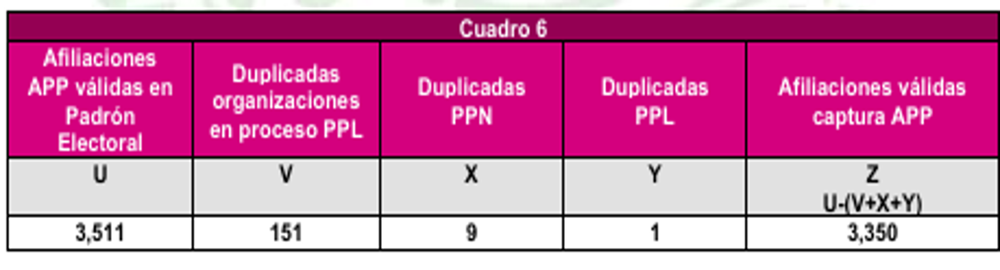 Cuadro 6
Afiliaciones
APP válidas en
Padrón
Electoral
Duplicadas
organizaciones
en proceso PPL
Duplicadas
PPN
Duplicadas
PPL
Afiliaciones válidas
captura APP
U
V
X
Y
Z
U-(V+X+Y)
3,511
151
9
1
3,350